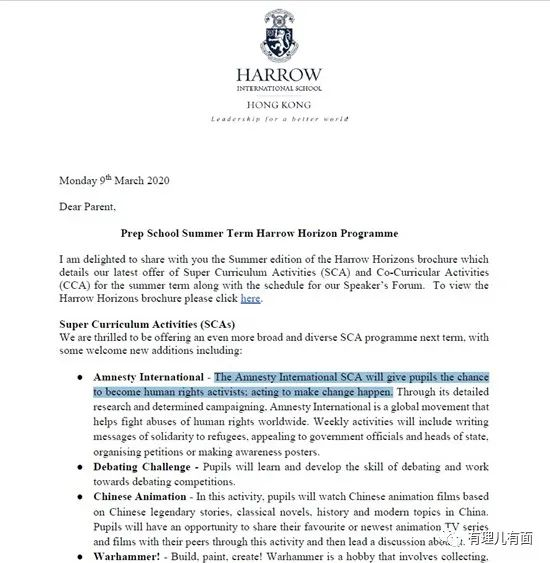 HARROW
INTERNATIONAL SCHOOL
HONG KONG
Leadership for a better world
Monday 9th March 2020
Dear Parent,
Prep School Summer Term Harrow Horizon Programme
I am delighted to share with you the Summer edition of the Harrow Horizons brochure which
details our latest offer of Super Curriculum Activities (SCA) and Co-Curricular Activities
(CCA) for the summer term along with the schedule for our Speaker's Forum. To view the
Harrow Horizons brochure please click here.
Super Curriculum Activities (SCAs)
We are thrilled to be offering an even more broad and diverse SCA programme next term, with
some welcome new additions including:
• Amnesty International - The Amnesty International SCA will give pupils the chance
to become human rights activists; acting to make change happen. Through its detailed
research and determined campaigning, Amnesty International is a global movement that
helps fight abuses of human rights worldwide. Weekly activities will include writing
messages of solidarity to refugees, appealing to government officials and heads of state,
organising petitions or making awareness posters.
• Debating Challenge - Pupils will learn and develop the skill of debating and work
towards debating competitions.
• Chinese Animation - In this activity, pupils will watch Chinese animation films based
on Chinese legendary stories, classical novels, history and modern topics in China.
Pupils will have an opportunity to share their favourite or newest animation TV series
and films with their peers through this activity and then lead a discussion
• Warhammer! - Build, paint, create! Warhammer is a hobby that involves collecting,
有理儿有面